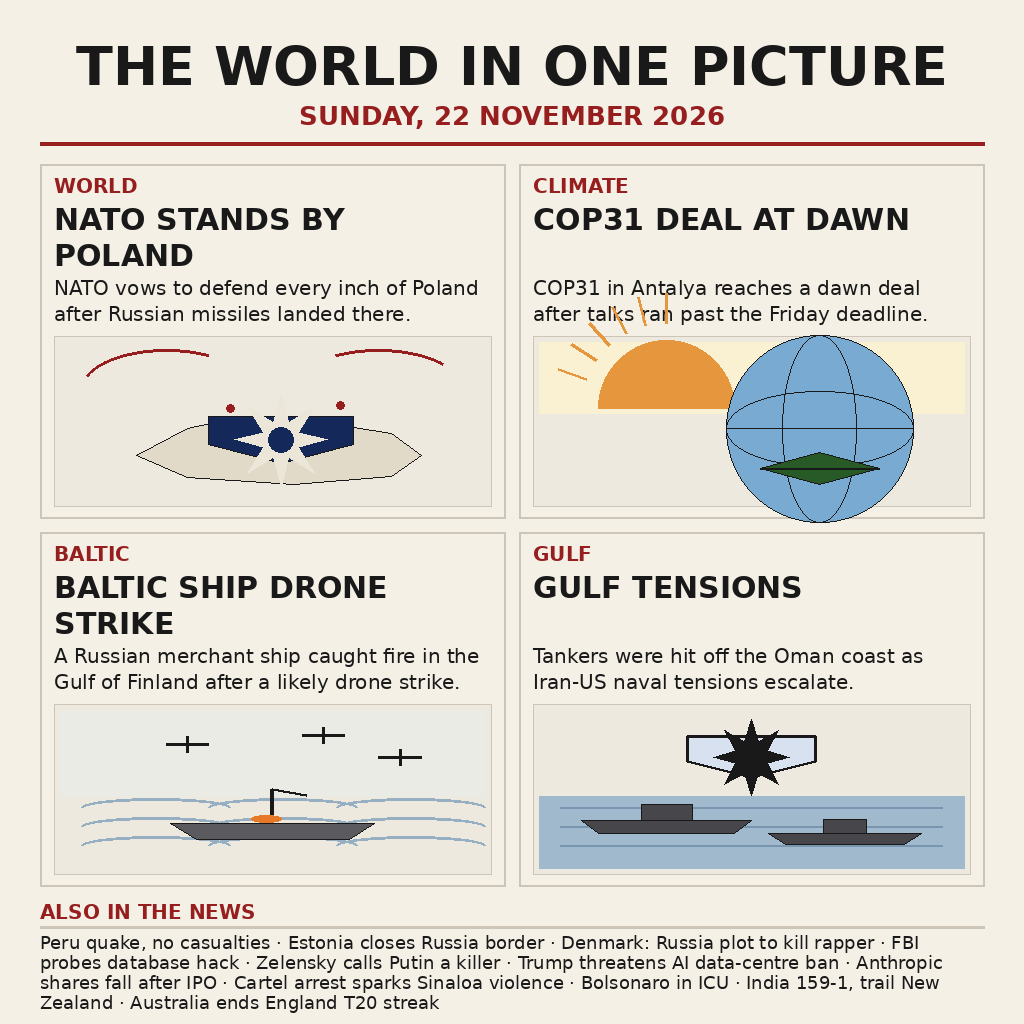 THE WORLD IN ONE PICTURE
SUNDAY, 22 NOVEMBER 2026
WORLD
NATO STANDS BY
POLAND
NATO vows to defend every inch of Poland
after Russian missiles landed there.
CLIMATE
COP31 DEAL AT DAWN
COP31 in Antalya reaches a dawn deal
after talks ran past the Friday deadline.
BALTIC
BALTIC SHIP DRONE
STRIKE
A Russian merchant ship caught fire in the
Gulf of Finland after a likely drone strike.
GULF
GULF TENSIONS
Tankers were hit off the Oman coast as
Iran-US naval tensions escalate.
ALSO IN THE NEWS
Peru quake, no casualties · Estonia closes Russia border · Denmark: Russia plot to kill rapper · FBI
probes database hack · Zelensky calls Putin a killer · Trump threatens AI data-centre ban · Anthropic
shares fall after IPO · Cartel arrest sparks Sinaloa violence · Bolsonaro in ICU · India 159-1, trail New
Zealand · Australia ends England T20 streak